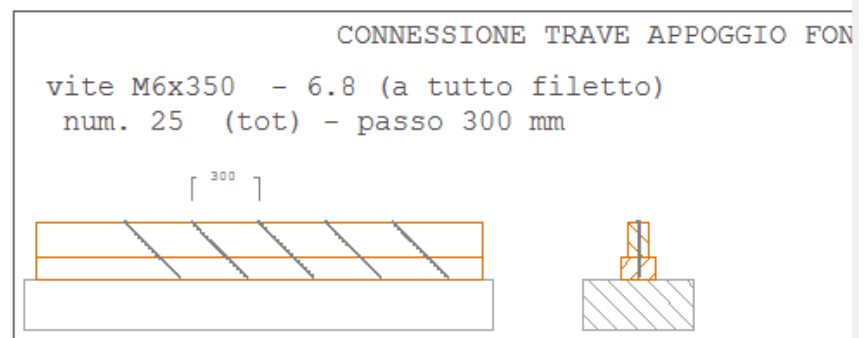 CONNESSIONE TRAVE APPOGGIO FON
vite M6x350 - 6.8 (a tutto filetto)
num. 25 (tot) - passo 300 mm
300